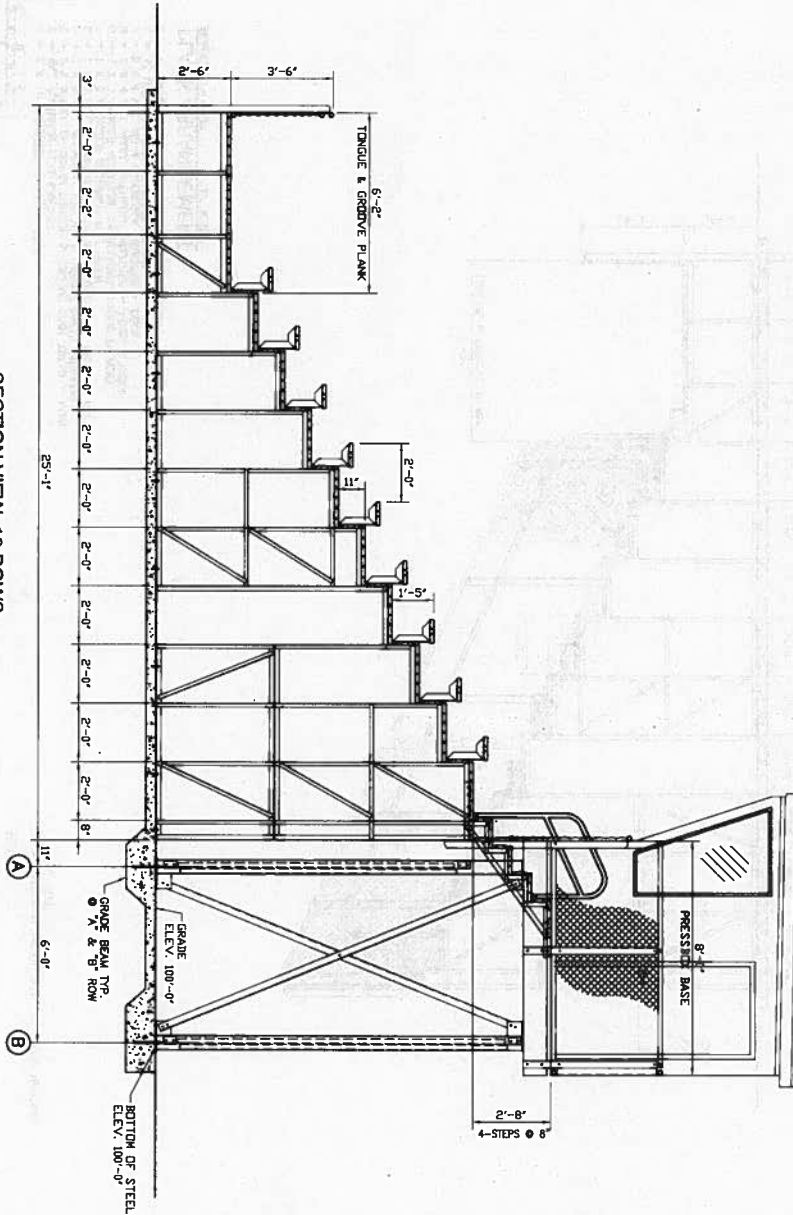 2'-6"
3'-6"
6'-2"
TONGUE & GROOVE PLANK
2'-0"
11"
1'-5"
PRESSBOX BASE
2'-8"
4-STEPS @ 8"
3"
2'-0"
2'-2"
2'-0"
2'-0"
2'-0"
2'-0"
2'-0"
2'-0"
2'-0"
2'-0"
2'-0"
2'-0"
8"
25'-1"
11"
6'-0"
GRADE
ELEV. 100'-0"
GRADE BEAM TYP.
@ "A" & "B" ROW
BOTTOM OF STEEL
ELEV. 100'-0"
A
B